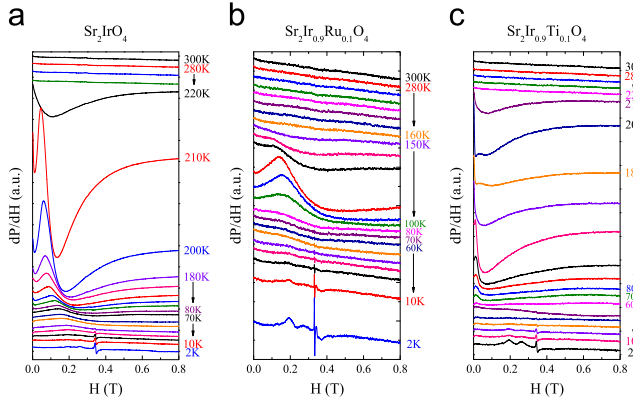 a
Sr2IrO4
dP/dH (a.u.)
300K
280K
220K
210K
200K
180K
80K
70K
10K
2K
0.0 0.2 0.4 0.6 0.8
H (T)
b
Sr2Ir0.9Ru0.1O4
dP/dH (a.u.)
300K
280K
160K
150K
100K
80K
70K
60K
10K
2K
0.0 0.2 0.4 0.6 0.8
H (T)
c
Sr2Ir0.9Ti0.1O4
dP/dH (a.u.)
0.0 0.2 0.4 0.6 0.8
H (T)